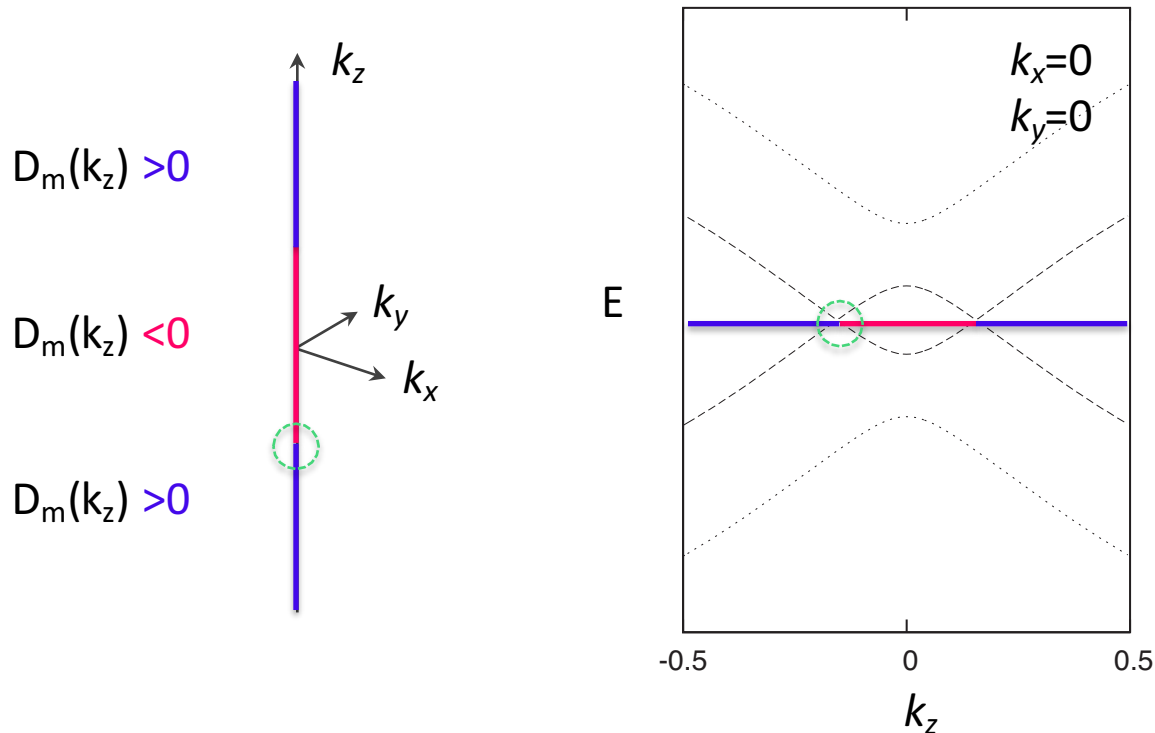 k_z
D_m(k_z) >0
k_y
D_m(k_z) <0
k_x
D_m(k_z) >0
k_x=0
k_y=0
E
-0.5
0
0.5
k_z